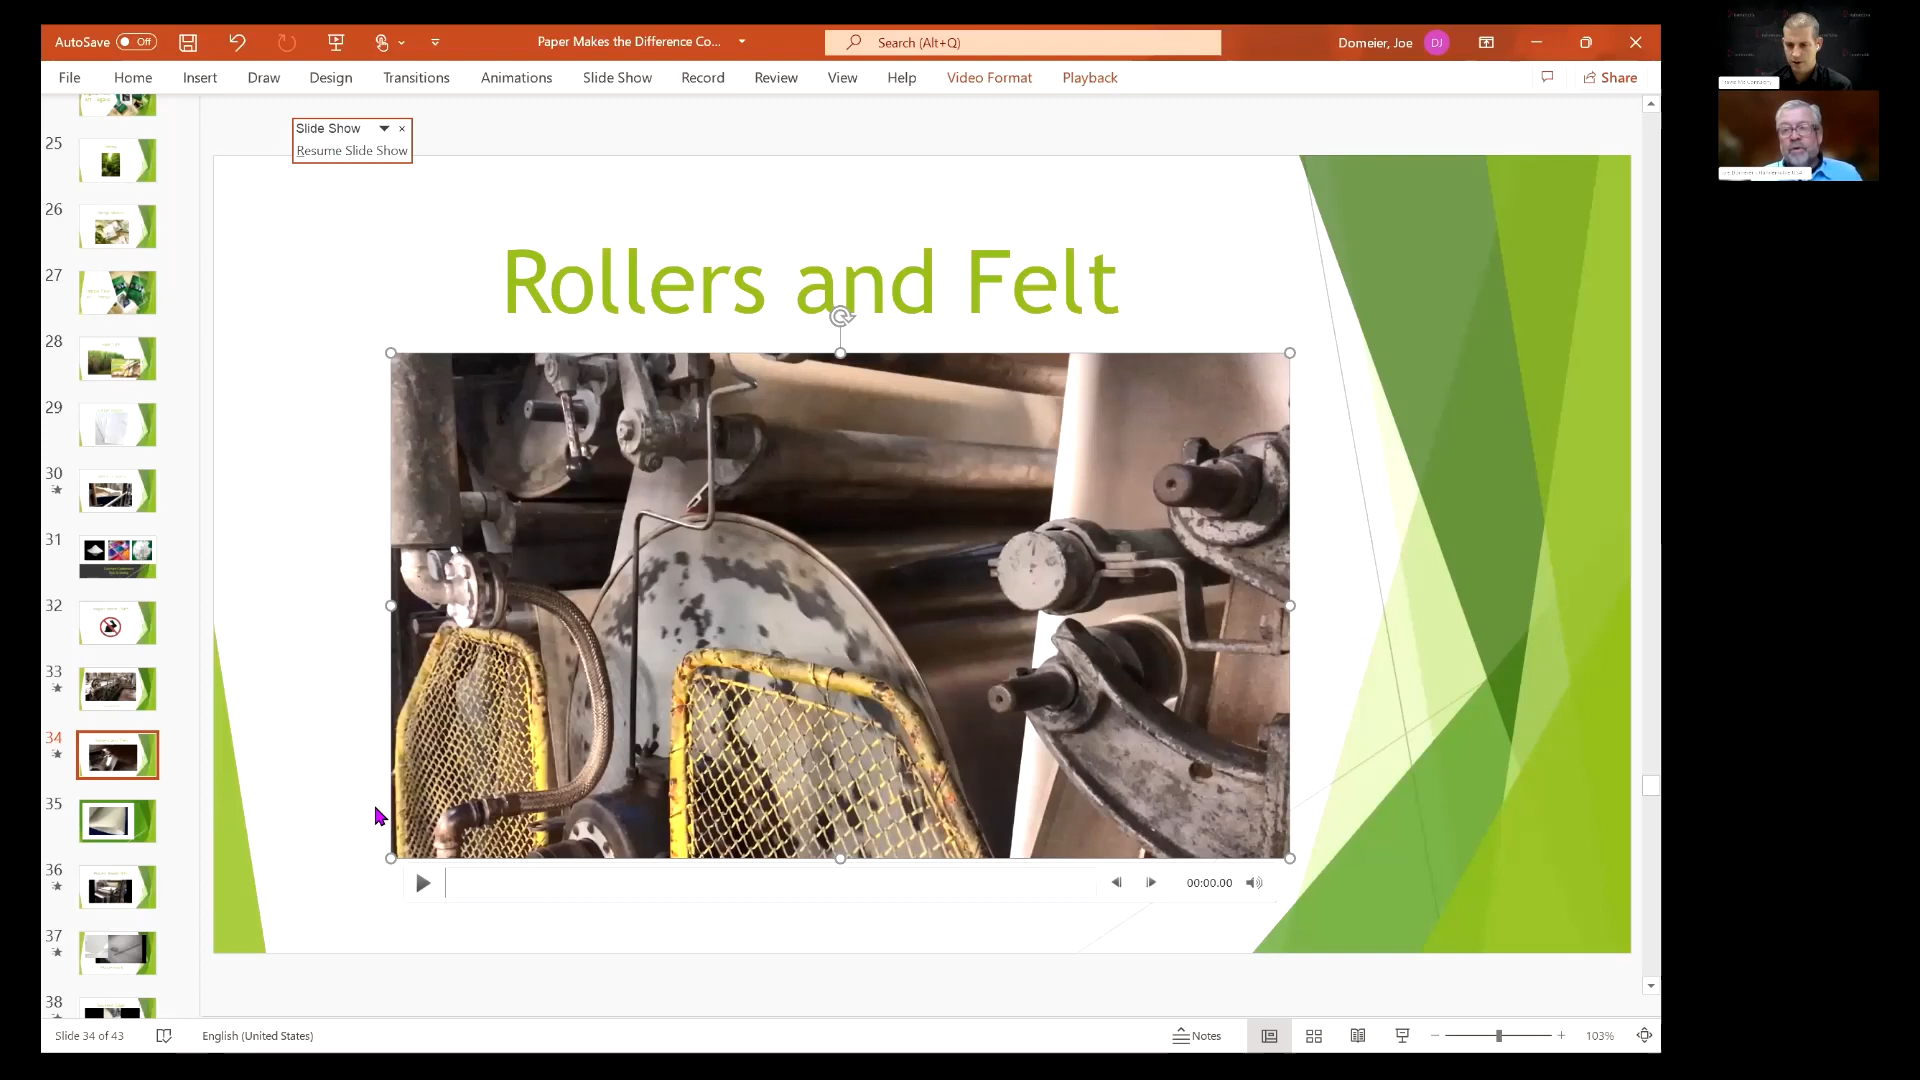 AutoSave Off
Paper Makes the Difference Co...
Search (Alt+Q)
Domeier, Joe DJ
File Home Insert Draw Design Transitions Animations Slide Show Record Review View Help Video Format Playback
Share
Slide Show
Resume Slide Show
25
26
27
28
29
30
31
32
33
34
35
36
37
38
Rollers and Felt
00:00.00
Slide 34 of 43
English (United States)
Notes
103%